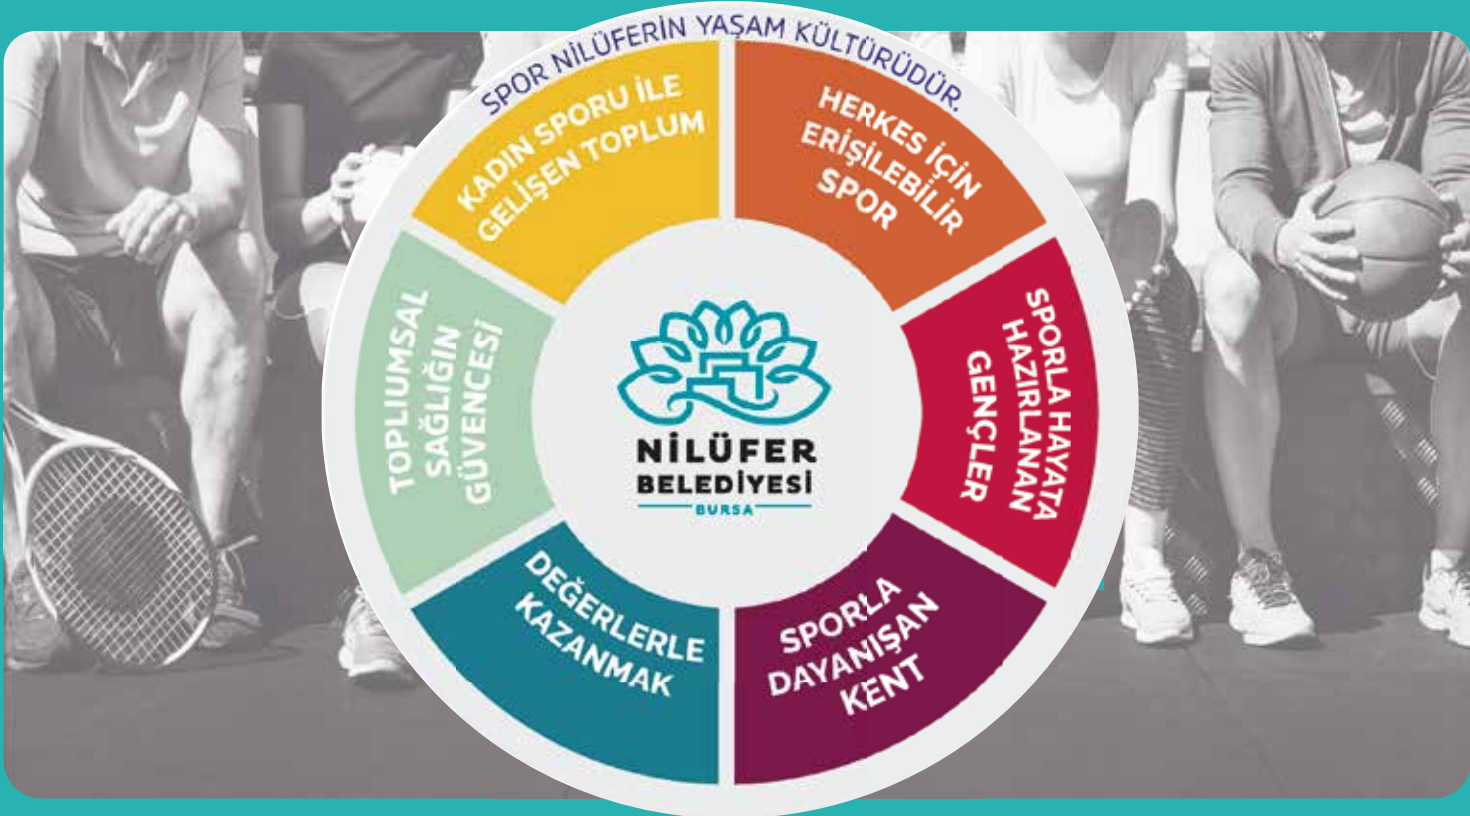 SPOR NİLÜFERİN YAŞAM KÜLTÜRÜDÜR.
KADIN SPORU İLE
GELİŞEN TOPLUM
HERKES İÇİN
ERİŞİLEBİLİR
SPOR
SPORLA HAYATA
HAZIRLANAN
GENÇLER
SPORLA
DAYANIŞAN
KENT
DEĞERLERLE
KAZANMAK
TOPLIUMSAL
SAĞLIĞIN
GÜVENCESİ
NİLÜFER
BELEDİYESİ
BURSA